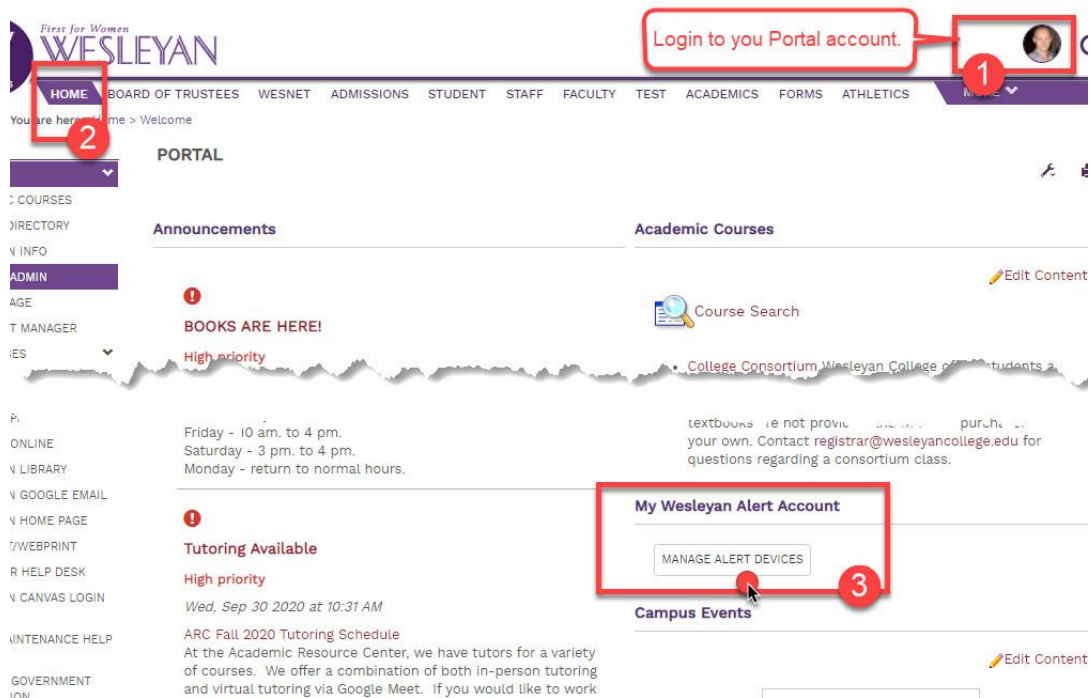 First for Women
WESLEYAN
Login to you Portal account.
1
HOME BOARD OF TRUSTEES WESNET ADMISSIONS STUDENT STAFF FACULTY TEST ACADEMICS FORMS ATHLETICS
You are here: > Welcome
2
PORTAL
COURSES
DIRECTORY
INFO
ADMIN
MANAGER
Announcements
BOOKS ARE HERE!
High priority
Academic Courses
Edit Content
Course Search
• College Consortium Wesleyan College
ONLINE
LIBRARY
GOOGLE EMAIL
HOME PAGE
/WEBPRINT
HELP DESK
CANVAS LOGIN
HELP
GOVERNMENT
Friday - 10 am. to 4 pm.
Saturday - 3 pm. to 4 pm.
Monday - return to normal hours.
Tutoring Available
High priority
Wed, Sep 30 2020 at 10:31 AM
ARC Fall 2020 Tutoring Schedule
At the Academic Resource Center, we have tutors for a variety
of courses. We offer a combination of both in-person tutoring
and virtual tutoring via Google Meet. If you would like to work
textbooks
your own. Contact registrar@wesleyancollege.edu for
questions regarding a consortium class.
My Wesleyan Alert Account
MANAGE ALERT DEVICES
3
Campus Events
Edit Content